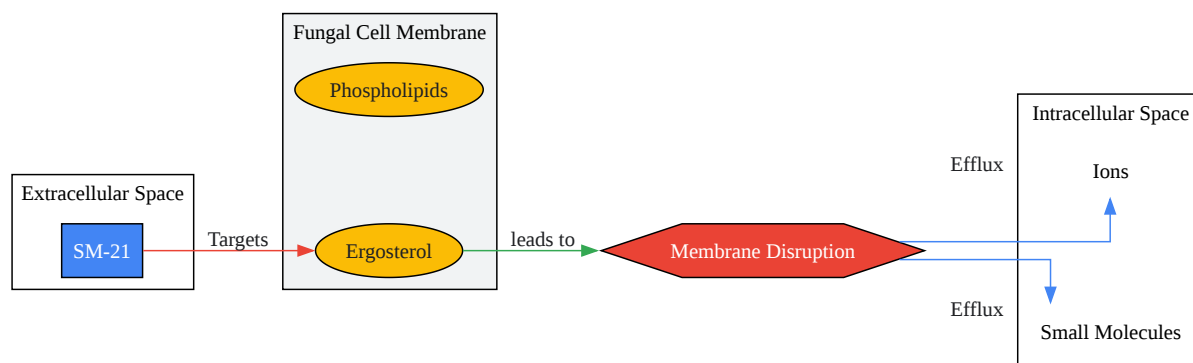 Fungal Cell Membrane
Phospholipids
Intracellular Space
Efflux
Ions
Extracellular Space
SM-21
Targets
Ergosterol
leads to
Membrane Disruption
Efflux
Small Molecules